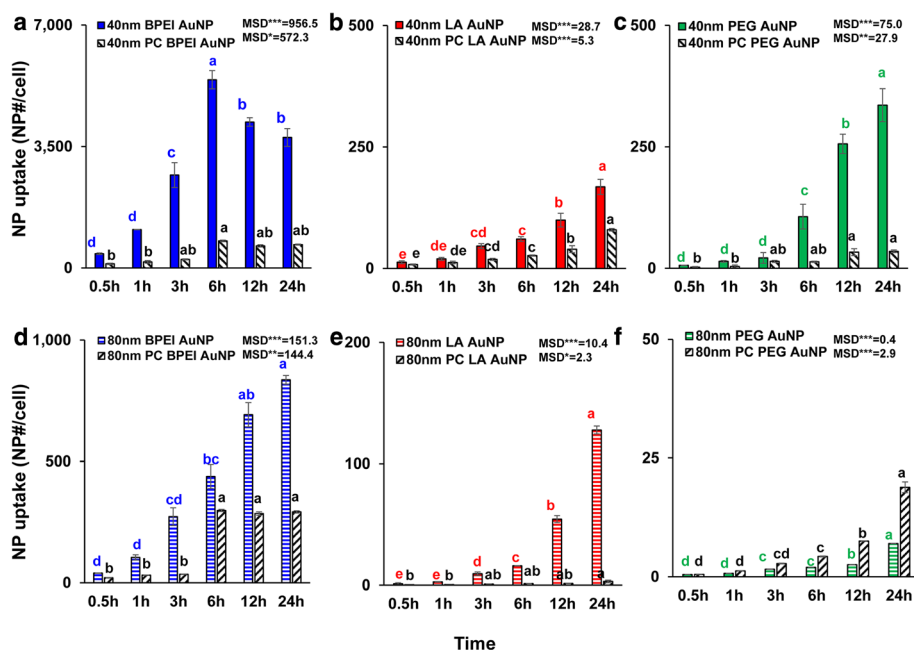 a
7,000
40nm BPEI AuNP
MSD***=956.5
40nm PC BPEI AuNP
MSD*=572.3
NP uptake (NP#/cell)
3,500
0
d b d b c ab a a b ab b ab
0.5h 1h 3h 6h 12h 24h
b
500
40nm LA AuNP
MSD***=28.7
40nm PC LA AuNP
MSD***=5.3
250
0
e e de de cd cd c c b b a a
0.5h 1h 3h 6h 12h 24h
c
500
40nm PEG AuNP
MSD***=75.0
40nm PC PEG AuNP
MSD**=27.9
250
0
d b d b d ab c ab b a a a
0.5h 1h 3h 6h 12h 24h
d
1,000
80nm BPEI AuNP
MSD***=151.3
80nm PC BPEI AuNP
MSD**=144.4
NP uptake (NP#/cell)
500
0
d b d b cd b bc a ab a a a
0.5h 1h 3h 6h 12h 24h
e
200
80nm LA AuNP
MSD***=10.4
80nm PC LA AuNP
MSD*=2.3
100
0
e b e b d ab c ab b ab a a
0.5h 1h 3h 6h 12h 24h
f
50
80nm PEG AuNP
MSD***=0.4
80nm PC PEG AuNP
MSD***=2.9
25
0
d d d d c cd c c b b a a
0.5h 1h 3h 6h 12h 24h
Time